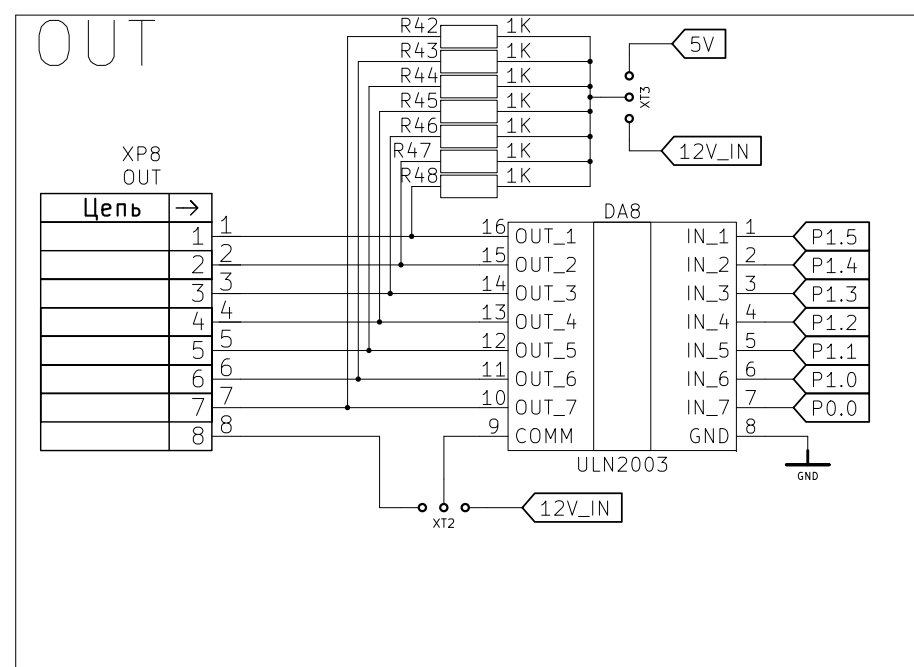 OUT
R42 1K
R43 1K
R44 1K
R45 1K
R46 1K
R47 1K
R48 1K
5V
XT3
12V_IN
XP8
OUT
Цепь →
1 1
2 2
3 3
4 4
5 5
6 6
7 7
8 8
DA8
16 OUT_1 IN_1 1 P1.5
15 OUT_2 IN_2 2 P1.4
14 OUT_3 IN_3 3 P1.3
13 OUT_4 IN_4 4 P1.2
12 OUT_5 IN_5 5 P1.1
11 OUT_6 IN_6 6 P1.0
10 OUT_7 IN_7 7 P0.0
9 COMM GND 8
ULN2003
GND
XT2
12V_IN